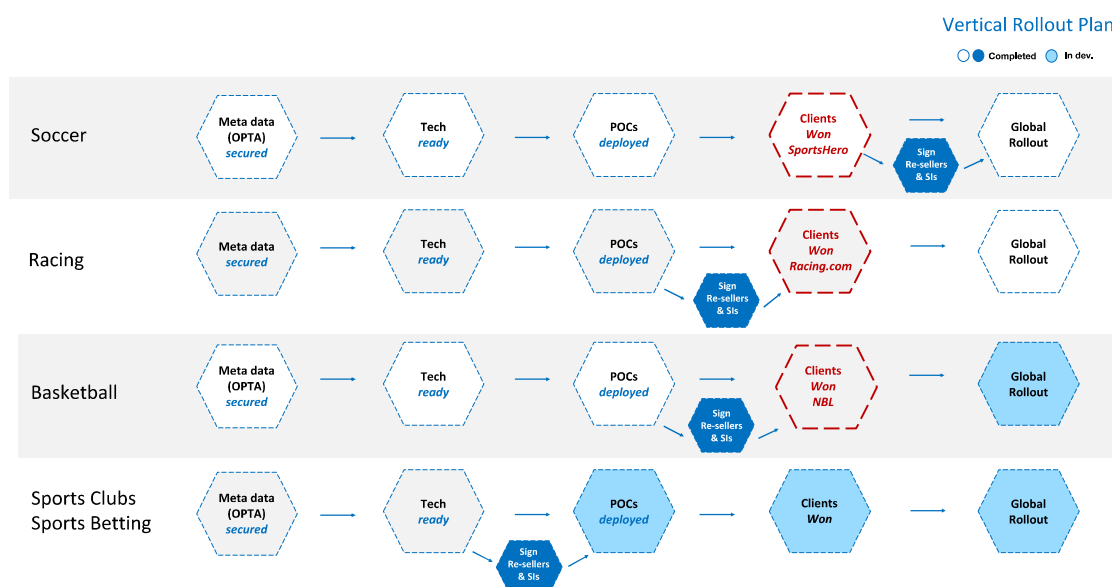 Vertical Rollout Plan
Completed
In dev.
Soccer
Meta data
(OPTA)
secured
Tech
ready
POCs
deployed
Clients
Won
SportsHero
Sign
Re-sellers
& SIs
Global
Rollout
Racing
Meta data
secured
Tech
ready
POCs
deployed
Sign
Re-sellers
& SIs
Clients
Won
Racing.com
Global
Rollout
Basketball
Meta data
(OPTA)
secured
Tech
ready
POCs
deployed
Sign
Re-sellers
& SIs
Clients
Won
NBL
Global
Rollout
Sports Clubs
Sports Betting
Meta data
(OPTA)
secured
Tech
ready
Sign
Re-sellers
& SIs
POCs
deployed
Clients
Won
Global
Rollout